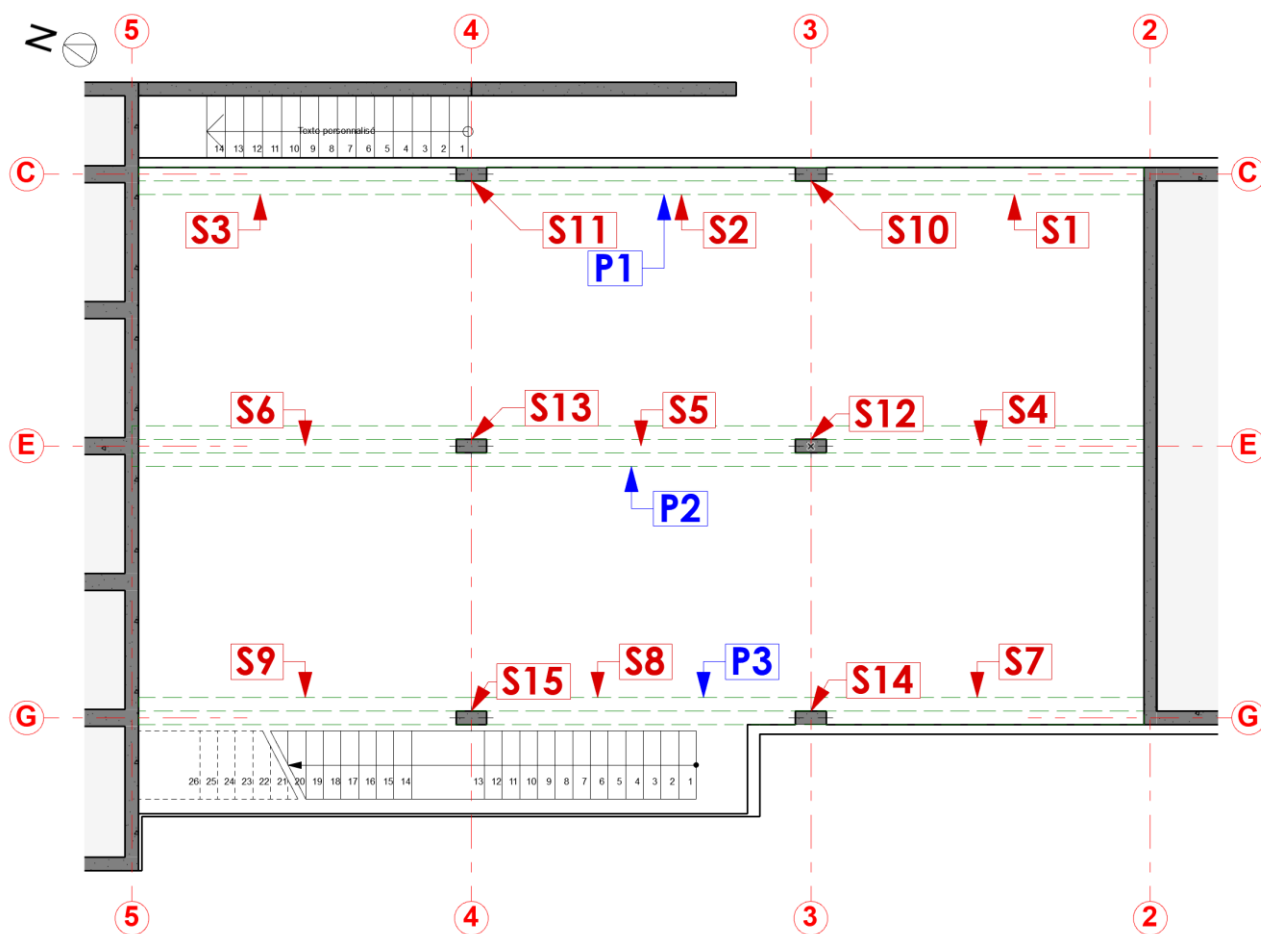 N
5 4 3 2
Texte personnalisé
14 13 12 11 10 9 8 7 6 5 4 3 2 1
C C
S3 S11 S2 S10 S1
P1
S6 S13 S5 S12 S4
E E
P2
S9 S15 S8 P3 S14 S7
G G
26 25 24 23 22 21 20 19 18 17 16 15 14 13 12 11 10 9 8 7 6 5 4 3 2 1
5 4 3 2